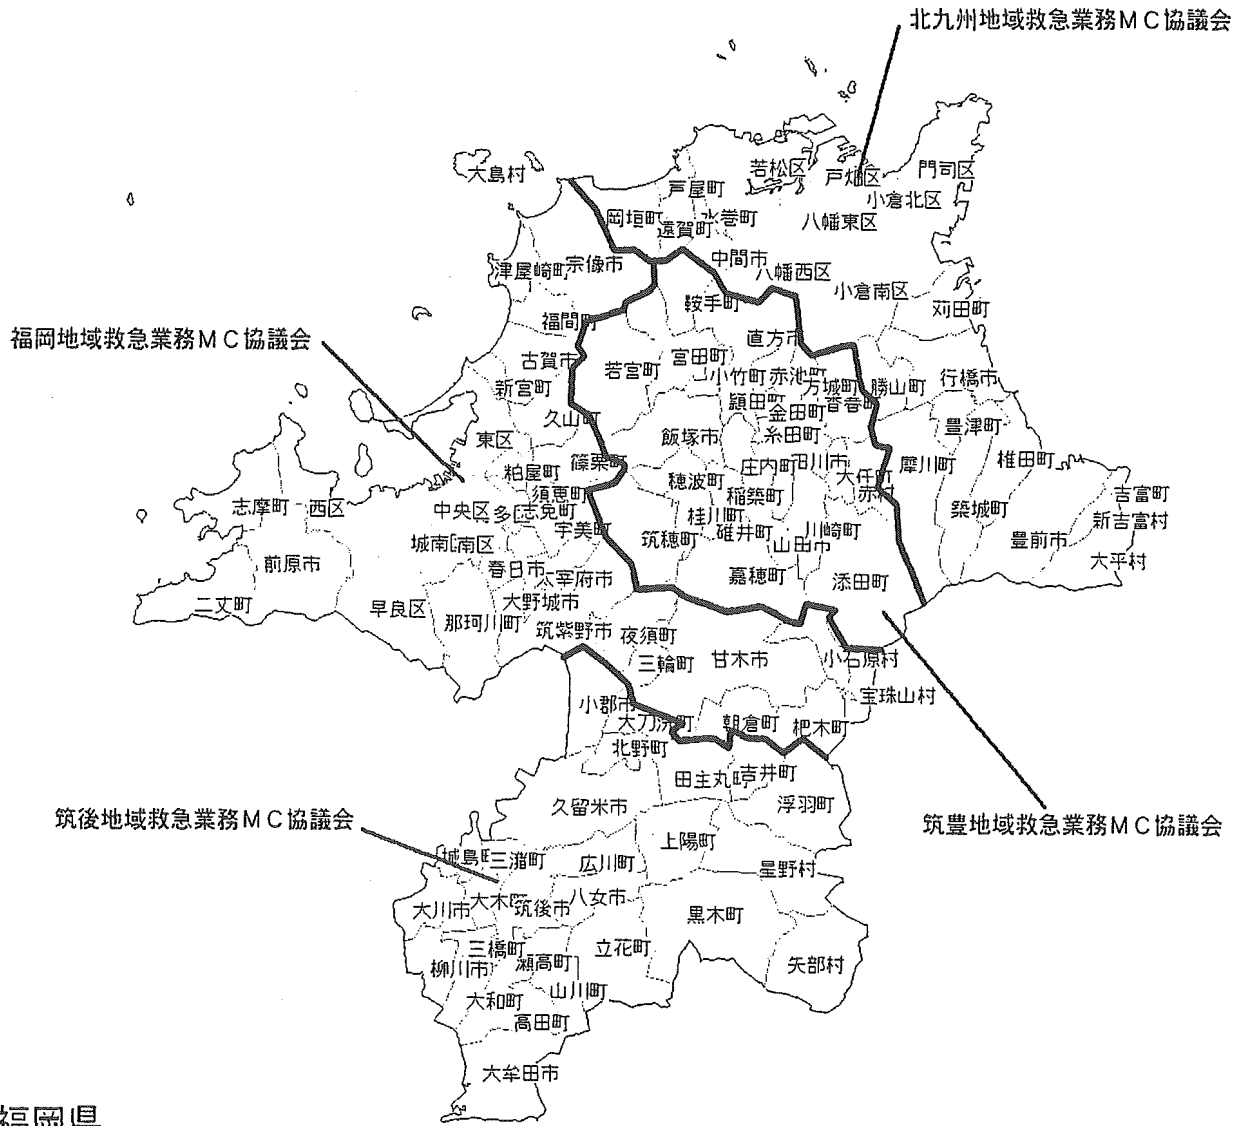 北九州地域救急業務ＭＣ協議会
大島村
若松区
戸畑区
門司区
芦屋町
小倉北区
岡垣町
遠賀町
水巻町
八幡東区
中間市
八幡西区
津屋崎町
宗像市
小倉南区
鞍手町
苅田町
福間町
福岡地域救急業務ＭＣ協議会
直方市
古賀市
若宮町
宮田町
小竹町
赤池町
方城町
勝山町
行橋市
新宮町
頴田町
金田町
香春町
久山町
豊津町
東区
飯塚市
糸田町
篠栗町
粕屋町
庄内町
田川市
犀川町
椎田町
穂波町
大任町
須恵町
稲築町
赤村
吉富町
志摩町
西区
中央区
多区
志免町
桂川町
築城町
新吉富村
宇美町
碓井町
川崎町
城南区
南区
筑穂町
山田市
豊前市
前原市
春日市
太宰府市
嘉穂町
添田町
大平村
二丈町
早良区
大野城市
那珂川町
筑紫野市
夜須町
三輪町
甘木市
小石原村
宝珠山村
小郡市
大刀洗町
朝倉町
杷木町
北野町
田主丸町
吉井町
久留米市
浮羽町
筑後地域救急業務ＭＣ協議会
筑豊地域救急業務ＭＣ協議会
上陽町
城島町
三潴町
広川町
星野村
大木町
八女市
大川市
筑後市
黒木町
三橋町
立花町
柳川市
瀬高町
矢部村
大和町
山川町
高田町
大牟田市
福岡県